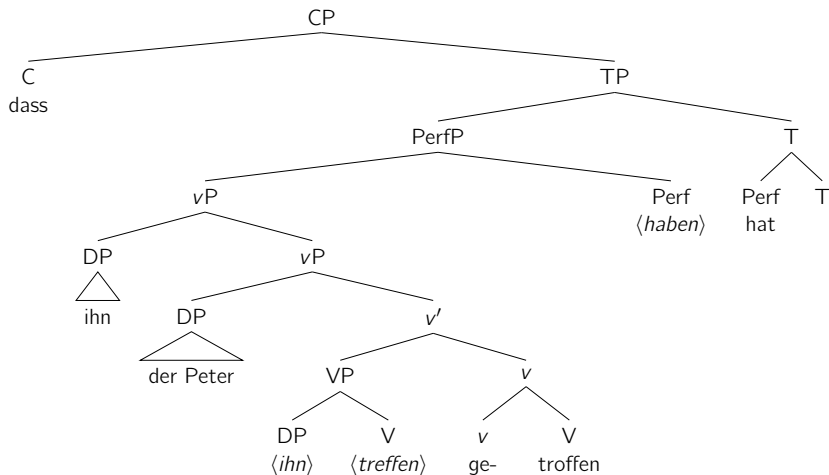 CP
C TP
dass
PerfP T
vP Perf Perf T
⟨haben⟩ hat
DP vP
ihn DP v′
der Peter VP v
DP V v V
⟨ihn⟩ ⟨treffen⟩ ge- troffen